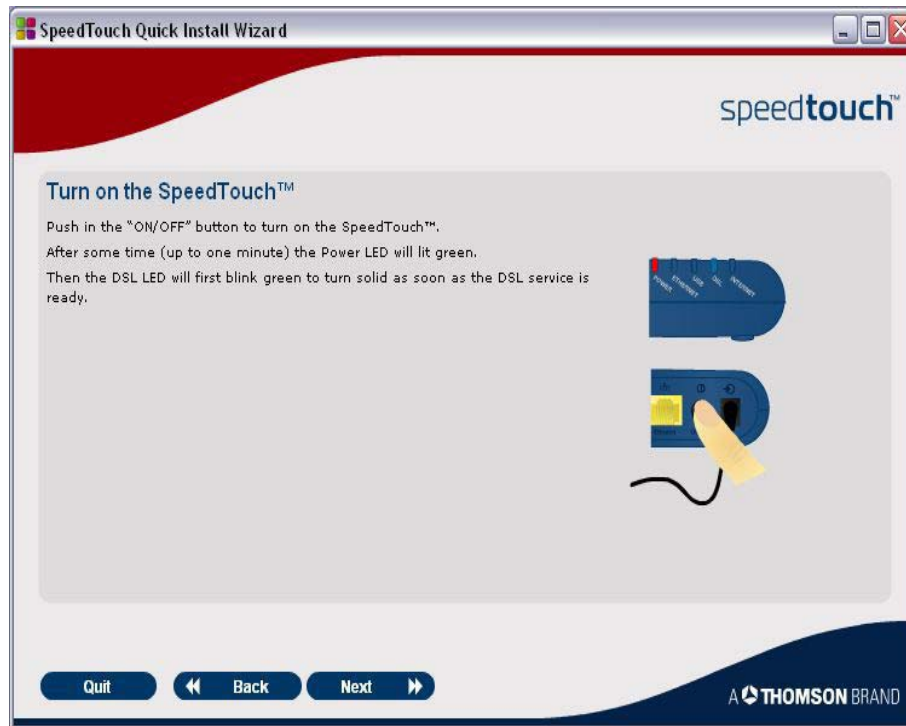 SpeedTouch Quick Install Wizard
speedtouch™
Turn on the SpeedTouch™
Push in the "ON/OFF" button to turn on the SpeedTouch™.
After some time (up to one minute) the Power LED will lit green.
Then the DSL LED will first blink green to turn solid as soon as the DSL service is
ready.
POWER ETHERNET USB DSL INTERNET
Quit
Back
Next
A THOMSON BRAND